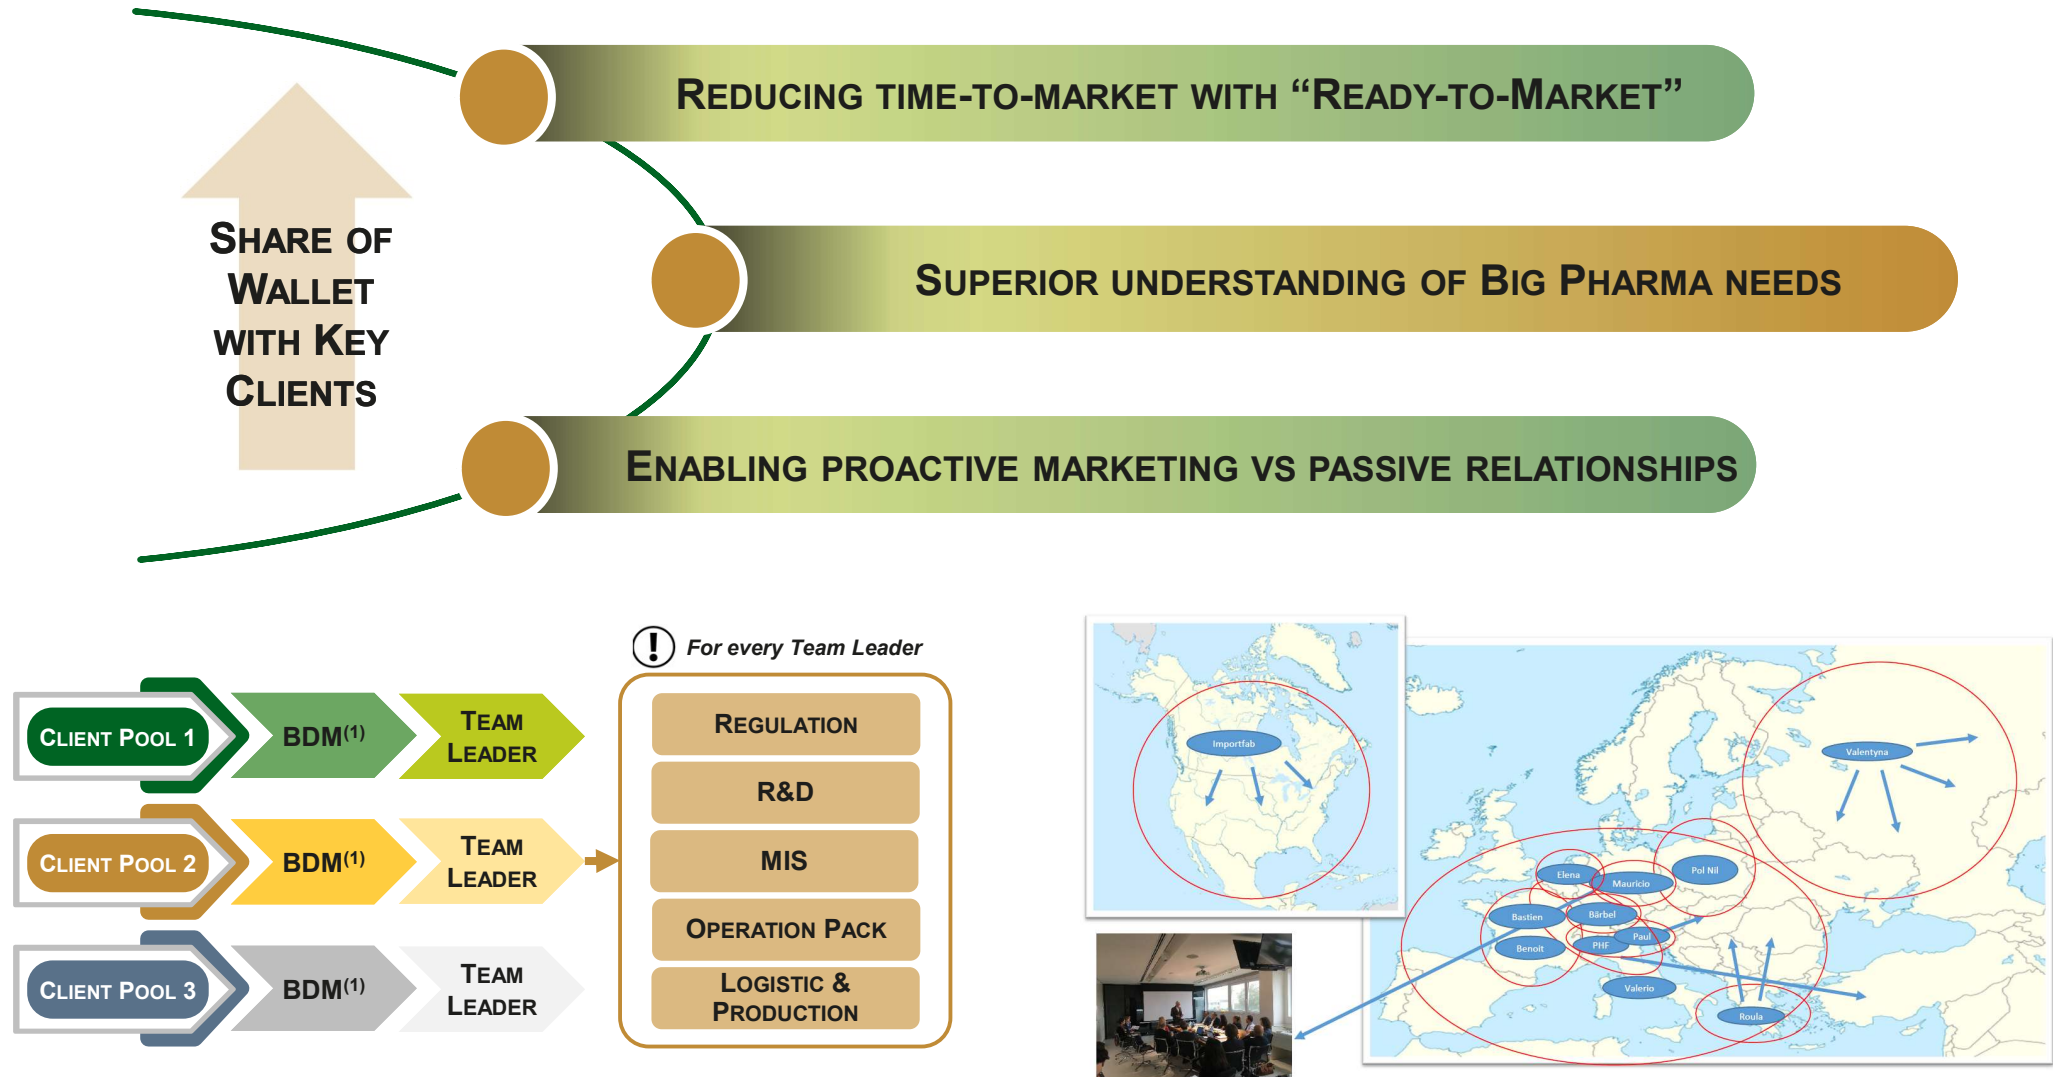 REDUCING TIME-TO-MARKET WITH “READY-TO-MARKET”
SHARE OF
WALLET
WITH KEY
CLIENTS
SUPERIOR UNDERSTANDING OF BIG PHARMA NEEDS
ENABLING PROACTIVE MARKETING VS PASSIVE RELATIONSHIPS
For every Team Leader
CLIENT POOL 1
BDM(1)
TEAM
LEADER
CLIENT POOL 2
BDM(1)
TEAM
LEADER
CLIENT POOL 3
BDM(1)
TEAM
LEADER
REGULATION
R&D
MIS
OPERATION PACK
LOGISTIC &
PRODUCTION
Importfab
Valentyna
Elena
Mauricio
Pol Nil
Bastien
Bärbel
Benoit
PHF
Paul
Valerio
Roula